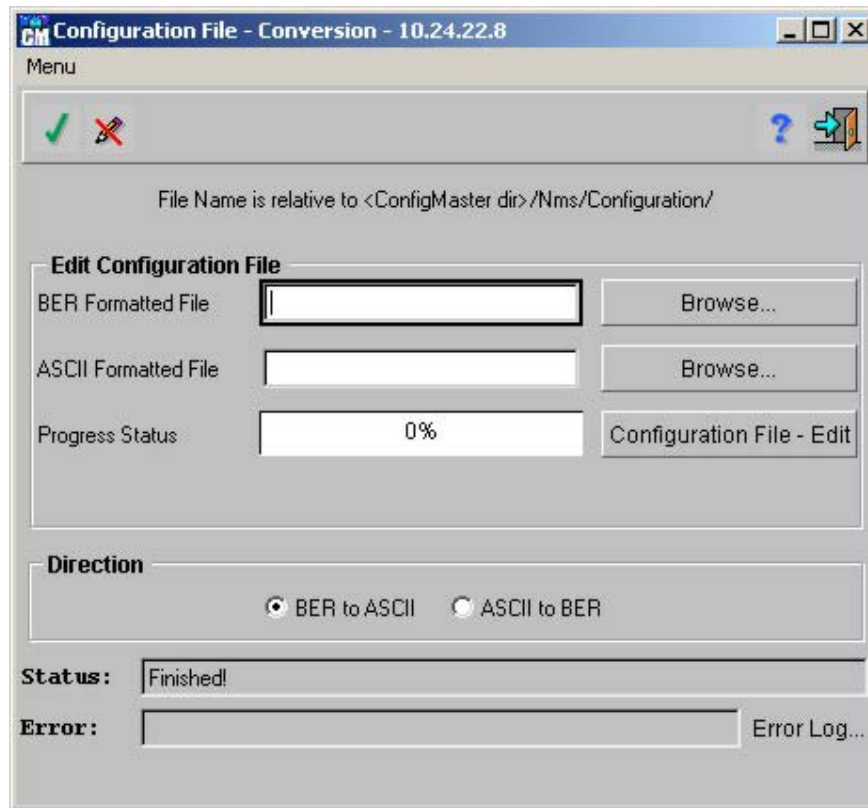 CM Configuration File - Conversion - 10.24.22.8
Menu
?
File Name is relative to <ConfigMaster dir>/Nms/Configuration/
Edit Configuration File
BER Formatted File Browse...
ASCII Formatted File Browse...
Progress Status 0% Configuration File - Edit
Direction
BER to ASCII ASCII to BER
Status: Finished!
Error: Error Log...